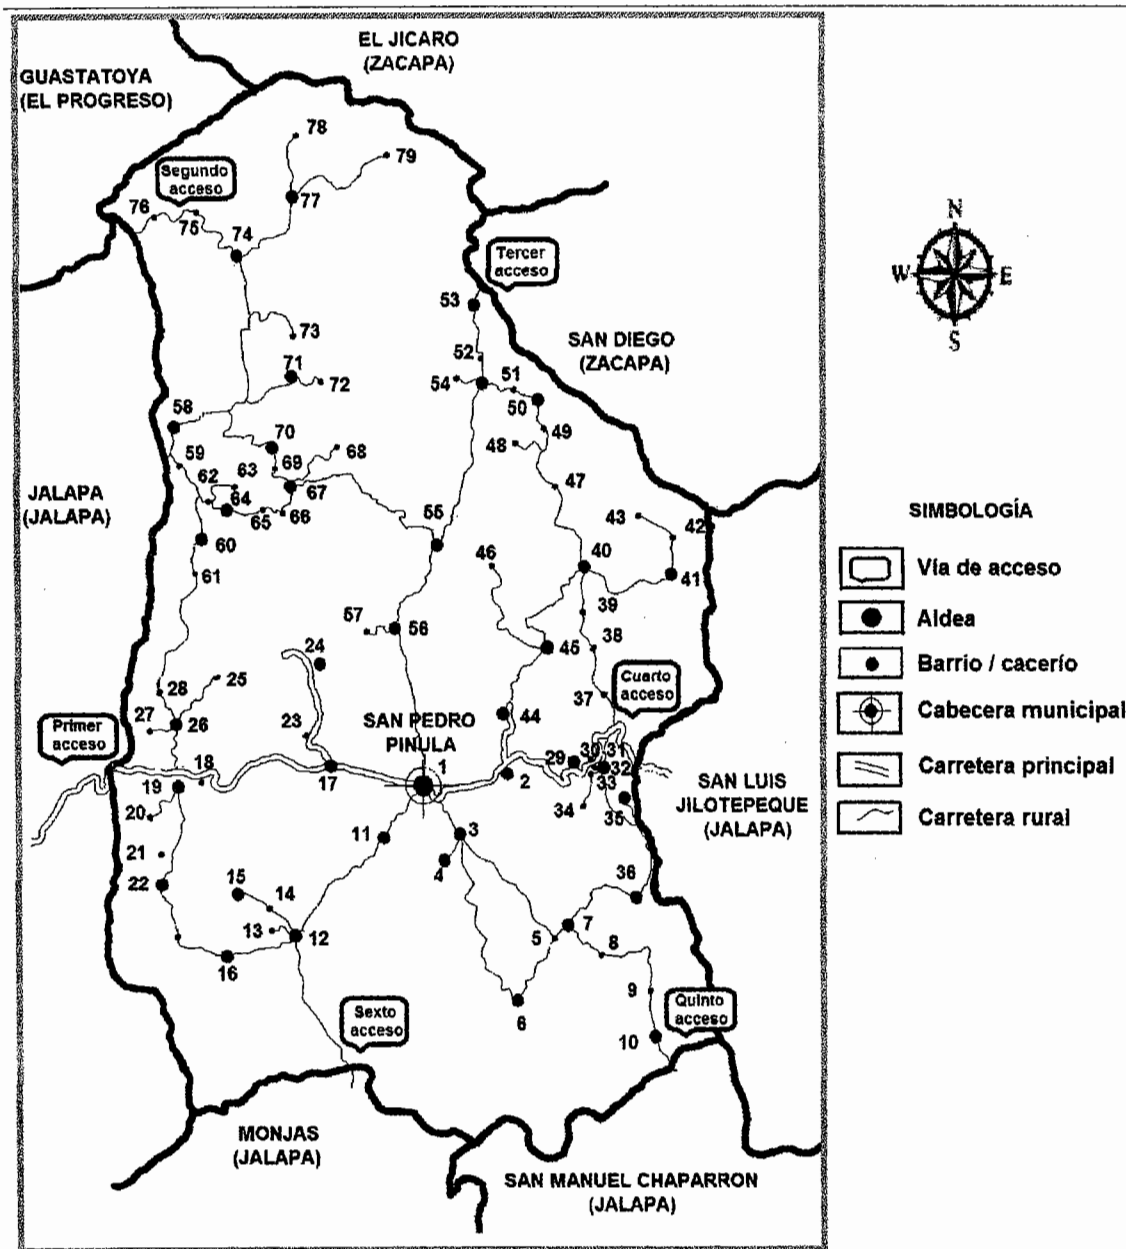 EL JICARO
(ZACAPA)
GUASTATOYA
(EL PROGRESO)
78
79
Segundo
acceso
77
76
75
74
N
W
E
S
Tercer
acceso
53
73
SAN DIEGO
(ZACAPA)
52
71
72
54
51
50
58
70
49
48
59
69
68
62
63
47
67
64
JALAPA
(JALAPA)
65
66
55
43
42
SIMBOLOGÍA
60
46
40
41
Vía de acceso
61
39
57
56
Aldea
24
45
38
Barrio / cacerío
28
25
37
Cuarto
acceso
27
26
44
Cabecera municipal
Primer
acceso
23
SAN PEDRO
PINULA
29
30
31
Carretera principal
18
17
1
2
32
SAN LUIS
JILOTEPEQUE
(JALAPA)
19
33
20
34
35
Carretera rural
11
3
21
4
22
15
14
36
13
12
5
7
8
16
9
6
Sexto
acceso
Quinto
acceso
10
MONJAS
(JALAPA)
SAN MANUEL CHAPARRON
(JALAPA)